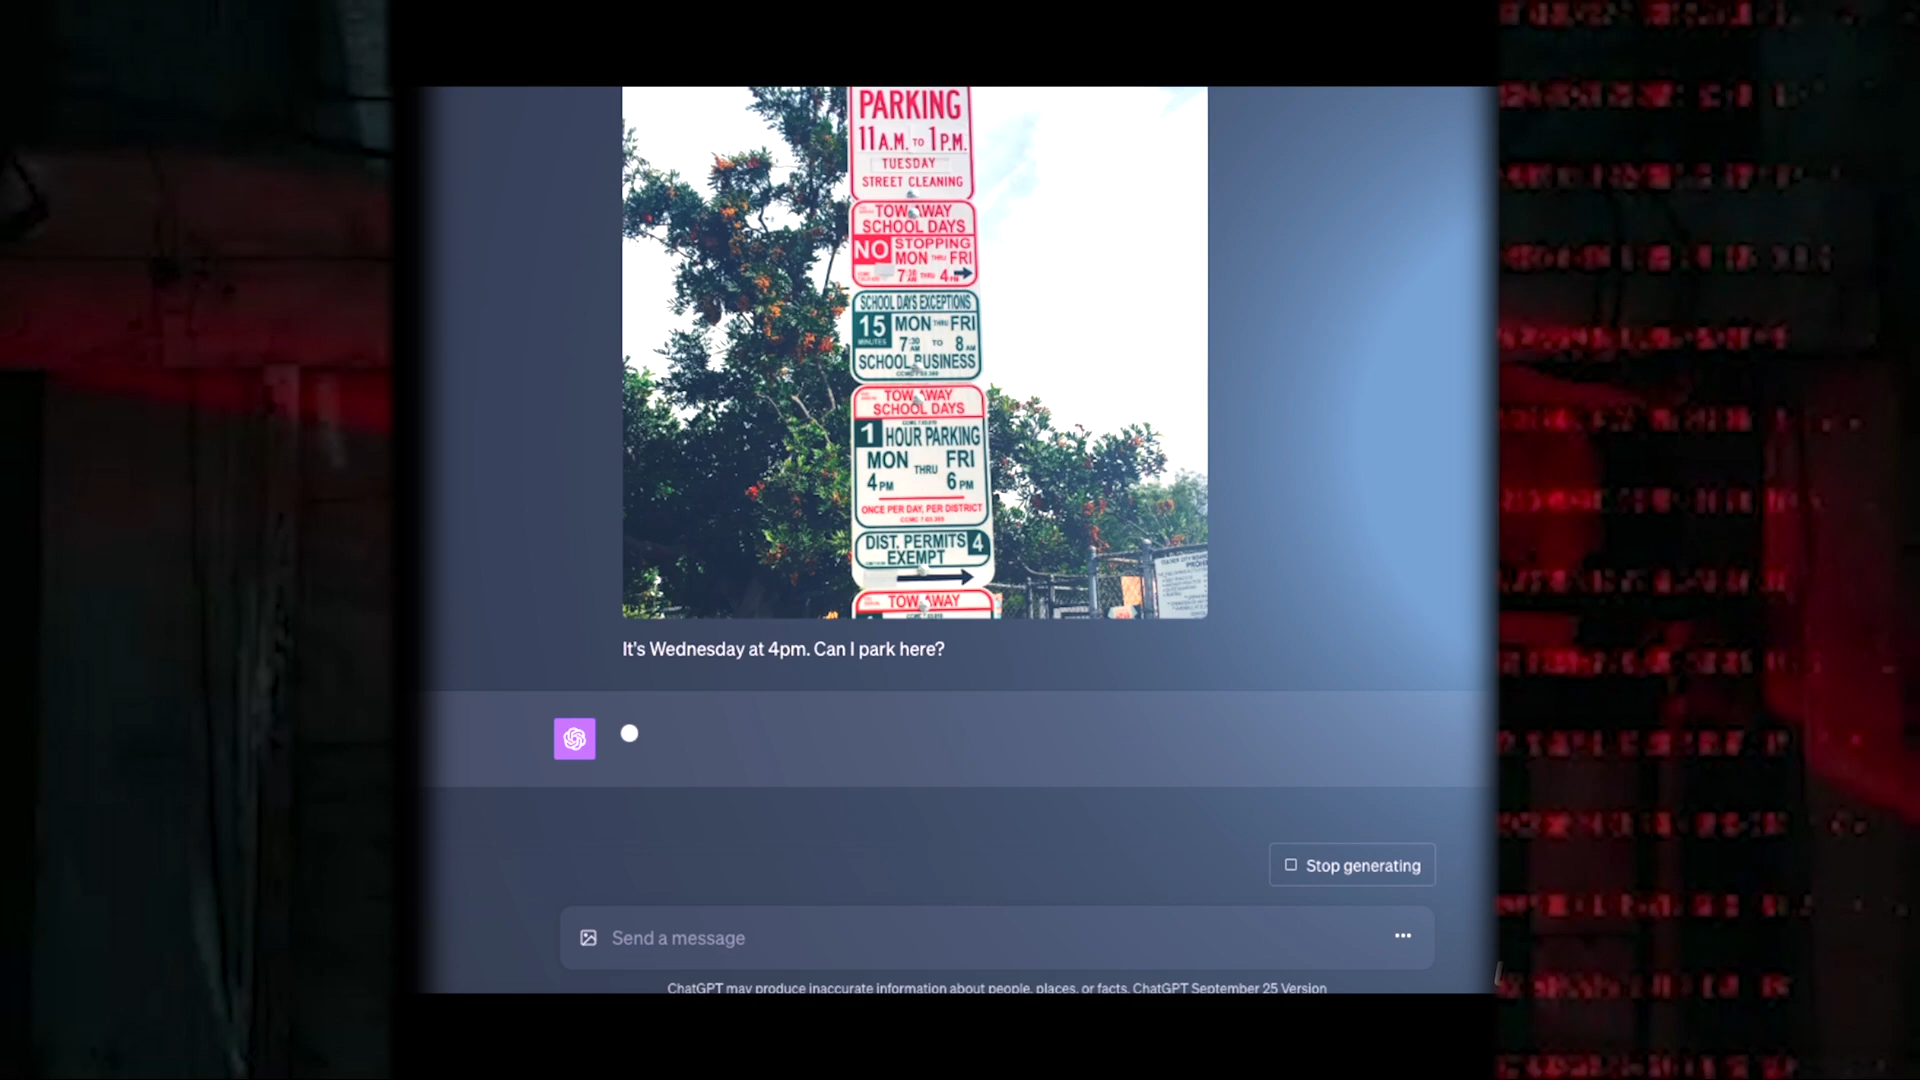 PARKING
11 A.M. TO 1 P.M.
TUESDAY
STREET CLEANING
TOW AWAY
SCHOOL DAYS
NO STOPPING
MON THRU FRI
7:30 AM THRU 4 PM
SCHOOL DAYS EXCEPTIONS
15 MINUTES MON THRU FRI
7:30 AM TO 8 AM
SCHOOL BUSINESS
TOW AWAY
SCHOOL DAYS
1 HOUR PARKING
MON THRU FRI
4 PM 6 PM
ONCE PER DAY, PER DISTRICT
DIST. PERMITS 4
EXEMPT
TOW AWAY
It's Wednesday at 4pm. Can I park here?
Stop generating
Send a message
ChatGPT may produce inaccurate information about people, places, or facts. ChatGPT September 25 Version